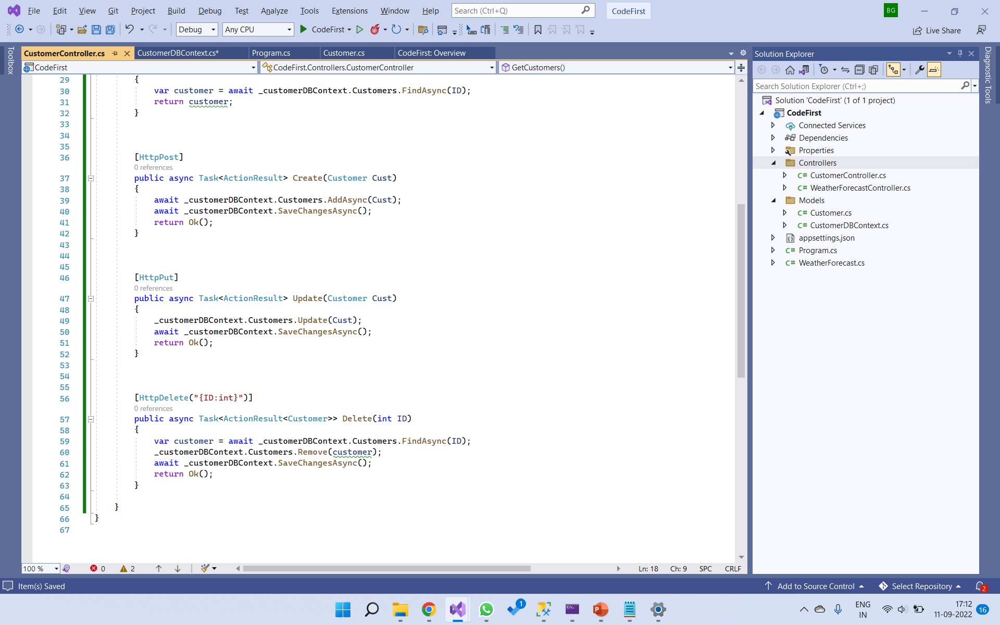 File Edit View Git Project Build Debug Test Analyze Tools Extensions Window Help Search (Ctrl+Q) CodeFirst BG
Debug Any CPU CodeFirst Live Share
Toolbox
CustomerController.cs CustomerDBContext.cs* Program.cs Customer.cs CodeFirst: Overview
CodeFirst CodeFirst.Controllers.CustomerController GetCustomers()
29 {
30 var customer = await _customerDBContext.Customers.FindAsync(ID);
31 return customer;
32 }
33
34
35
36 [HttpPost]
0 references
37 public async Task<ActionResult> Create(Customer Cust)
38 {
39 await _customerDBContext.Customers.AddAsync(Cust);
40 await _customerDBContext.SaveChangesAsync();
41 return Ok();
42 }
43
44
45
46 [HttpPut]
0 references
47 public async Task<ActionResult> Update(Customer Cust)
48 {
49 _customerDBContext.Customers.Update(Cust);
50 await _customerDBContext.SaveChangesAsync();
51 return Ok();
52 }
53
54
55
56 [HttpDelete("{ID:int}")]
0 references
57 public async Task<ActionResult<Customer>> Delete(int ID)
58 {
59 var customer = await _customerDBContext.Customers.FindAsync(ID);
60 _customerDBContext.Customers.Remove(customer);
61 await _customerDBContext.SaveChangesAsync();
62 return Ok();
63 }
64
65 }
66 }
67
100 % 0 2 Ln: 18 Ch: 9 SPC CRLF
Solution Explorer
Search Solution Explorer (Ctrl+;)
Solution 'CodeFirst' (1 of 1 project)
CodeFirst
Connected Services
Dependencies
Properties
Controllers
C# CustomerController.cs
C# WeatherForecastController.cs
Models
C# Customer.cs
C# CustomerDBContext.cs
appsettings.json
C# Program.cs
C# WeatherForecast.cs
Diagnostic Tools
Item(s) Saved Add to Source Control Select Repository 2
1
ENG
IN
17:12
11-09-2022
16